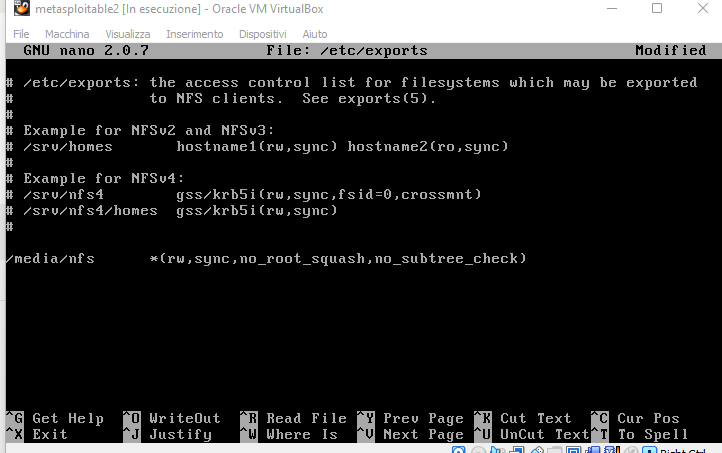 metasploitable2 [In esecuzione] - Oracle VM VirtualBox
File Macchina Visualizza Inserimento Dispositivi Aiuto
GNU nano 2.0.7 File: /etc/exports Modified
# /etc/exports: the access control list for filesystems which may be exported
# to NFS clients. See exports(5).
#
# Example for NFSv2 and NFSv3:
# /srv/homes hostname1(rw,sync) hostname2(ro,sync)
#
# Example for NFSv4:
# /srv/nfs4 gss/krb5i(rw,sync,fsid=0,crossmnt)
# /srv/nfs4/homes gss/krb5i(rw,sync)
#
/media/nfs *(rw,sync,no_root_squash,no_subtree_check)
^G Get Help ^O WriteOut ^R Read File ^Y Prev Page ^K Cut Text ^C Cur Pos
^X Exit ^J Justify ^W Where Is ^V Next Page ^U UnCut Text ^T To Spell
Right Ctrl